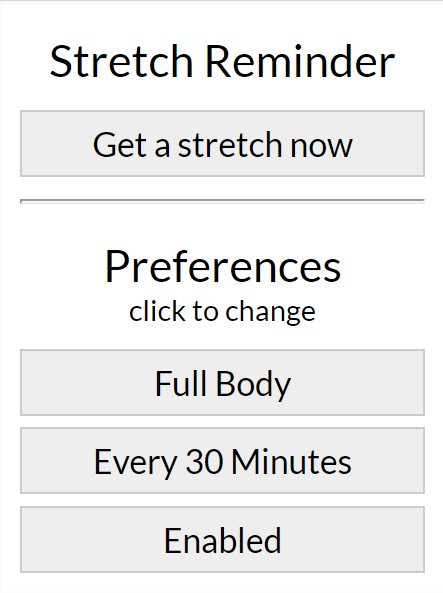 Stretch Reminder
Get a stretch now
Preferences
click to change
Full Body
Every 30 Minutes
Enabled